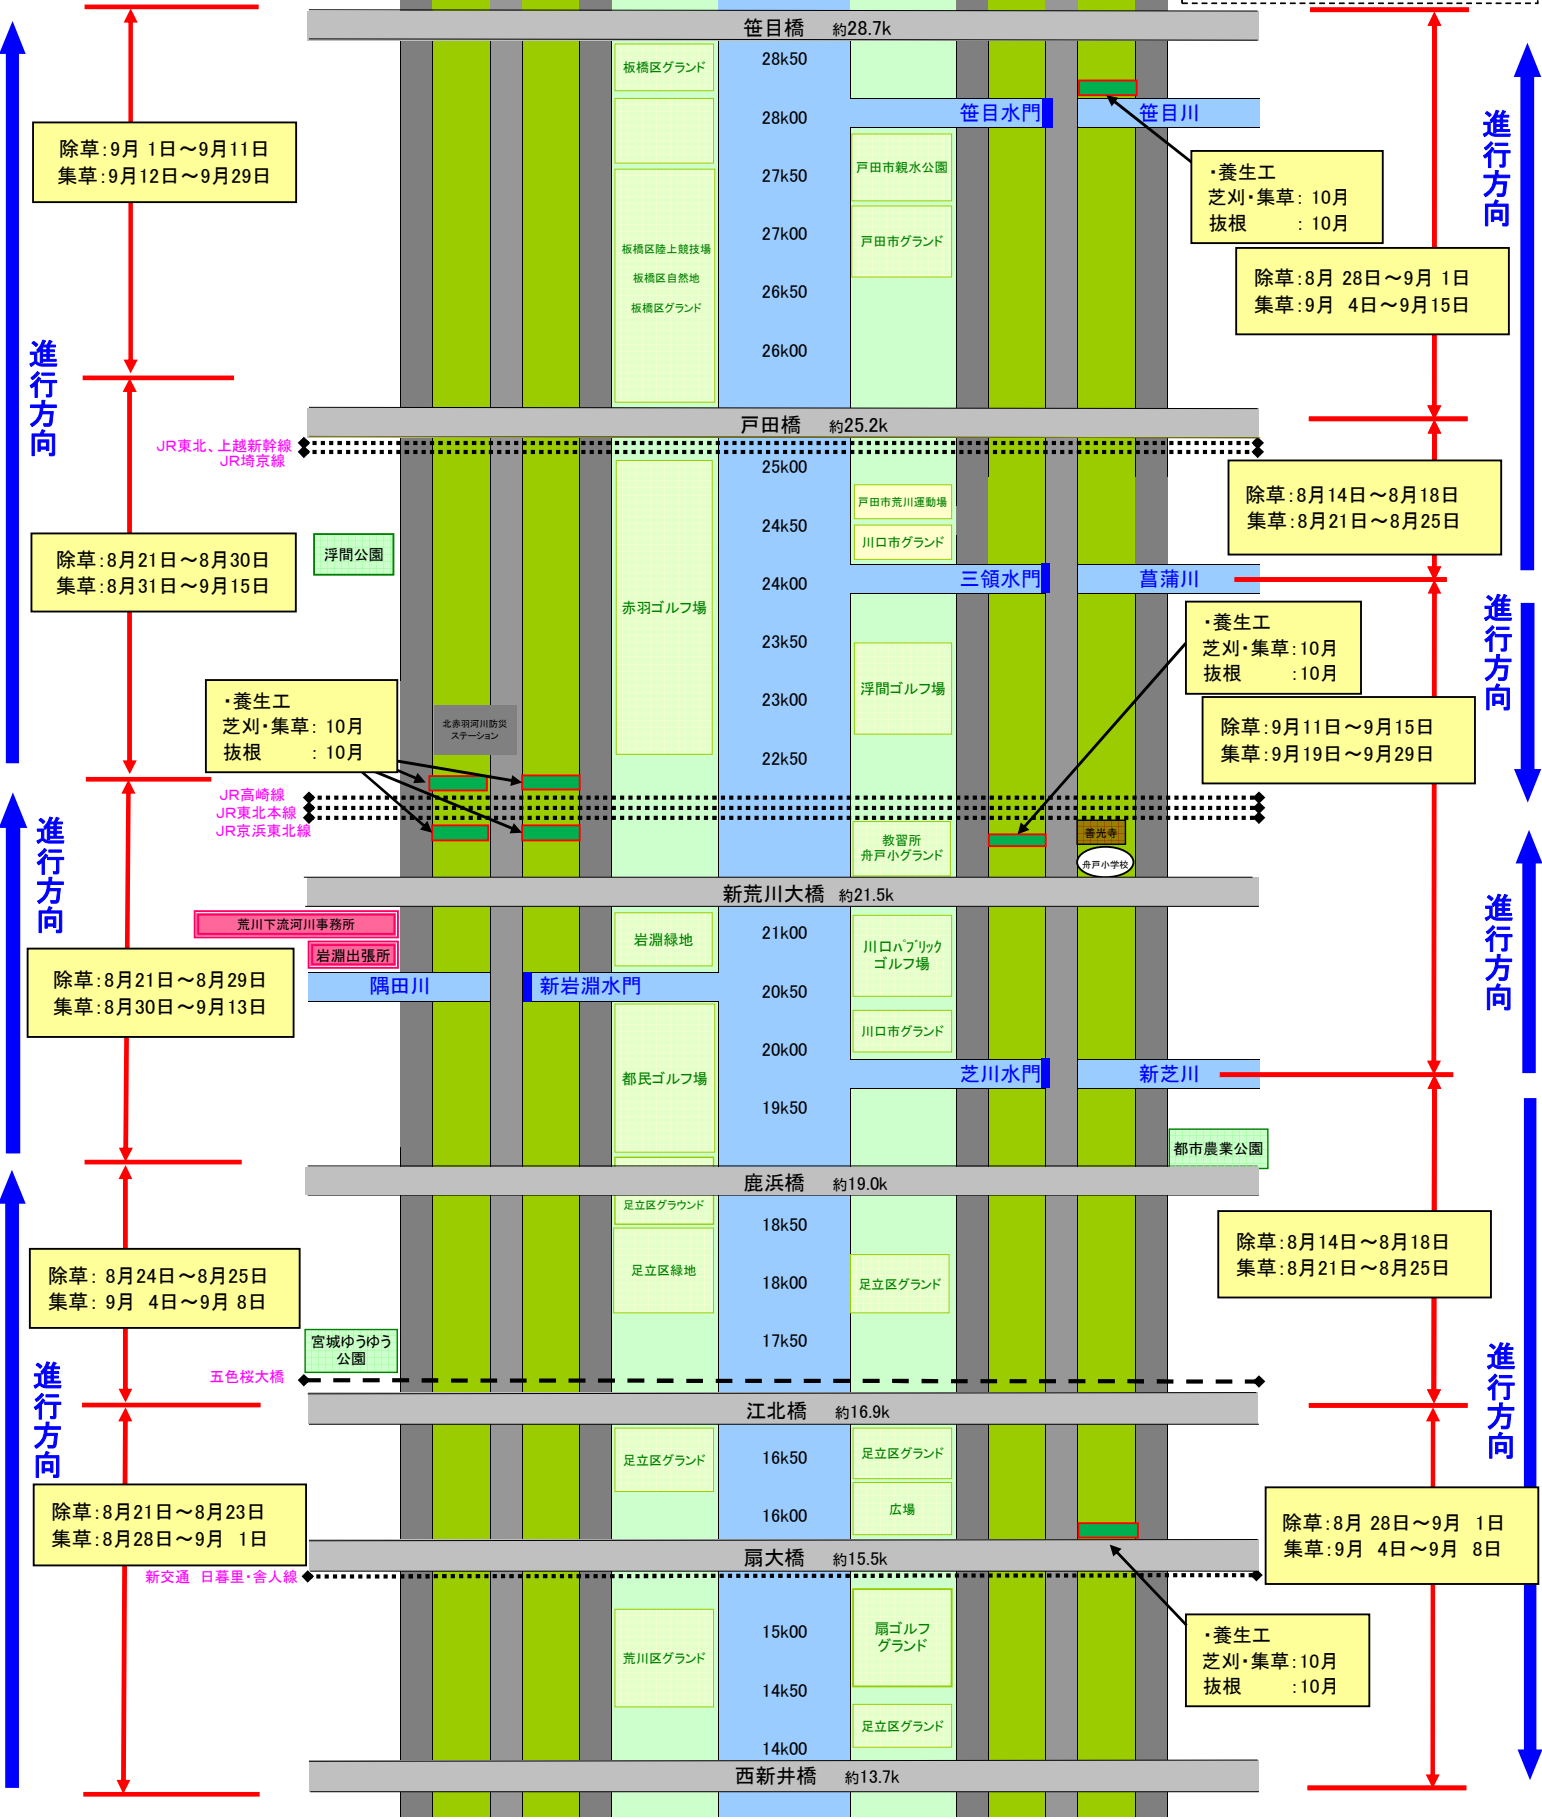 笹目橋 約28.7k
28k50
板橋区グランド
28k00
笹目水門
笹目川
除草:9月 1日～9月11日
集草:9月12日～9月29日
進行方向
・養生工
芝刈・集草: 10月
抜根 : 10月
27k50
戸田市親水公園
27k00
戸田市グランド
板橋区陸上競技場
板橋区自然地
板橋区グランド
除草:8月 28日～9月 1日
集草:9月 4日～9月15日
26k50
26k00
進行方向
戸田橋 約25.2k
JR東北、上越新幹線
JR埼京線
25k00
除草:8月14日～8月18日
集草:8月21日～8月25日
戸田市荒川運動場
24k50
川口市グランド
除草:8月21日～8月30日
集草:8月31日～9月15日
浮間公園
24k00
三領水門
菖蒲川
赤羽ゴルフ場
進行方向
・養生工
芝刈・集草:10月
抜根 :10月
23k50
浮間ゴルフ場
23k00
・養生工
芝刈・集草: 10月
抜根 : 10月
北赤羽河川防災
ステーション
除草:9月11日～9月15日
集草:9月19日～9月29日
22k50
JR高崎線
JR東北本線
JR京浜東北線
進行方向
教習所
舟戸小グランド
善光寺
舟戸小学校
新荒川大橋 約21.5k
荒川下流河川事務所
岩淵出張所
岩淵緑地
21k00
川口パブリック
ゴルフ場
進行方向
除草:8月21日～8月29日
集草:8月30日～9月13日
隅田川
新岩淵水門
20k50
川口市グランド
20k00
都民ゴルフ場
芝川水門
新芝川
19k50
都市農業公園
鹿浜橋 約19.0k
足立区グラウンド
18k50
除草:8月14日～8月18日
集草:8月21日～8月25日
足立区緑地
18k00
足立区グランド
除草: 8月24日～8月25日
集草: 9月 4日～9月 8日
宮城ゆうゆう
公園
17k50
五色桜大橋
進行方向
進行方向
江北橋 約16.9k
足立区グランド
16k50
足立区グランド
16k00
広場
除草:8月21日～8月23日
集草:8月28日～9月 1日
除草:8月 28日～9月 1日
集草:9月 4日～9月 8日
扇大橋 約15.5k
新交通 日暮里・舎人線
15k00
扇ゴルフ
グランド
荒川区グランド
・養生工
芝刈・集草:10月
抜根 :10月
14k50
足立区グランド
14k00
西新井橋 約13.7k